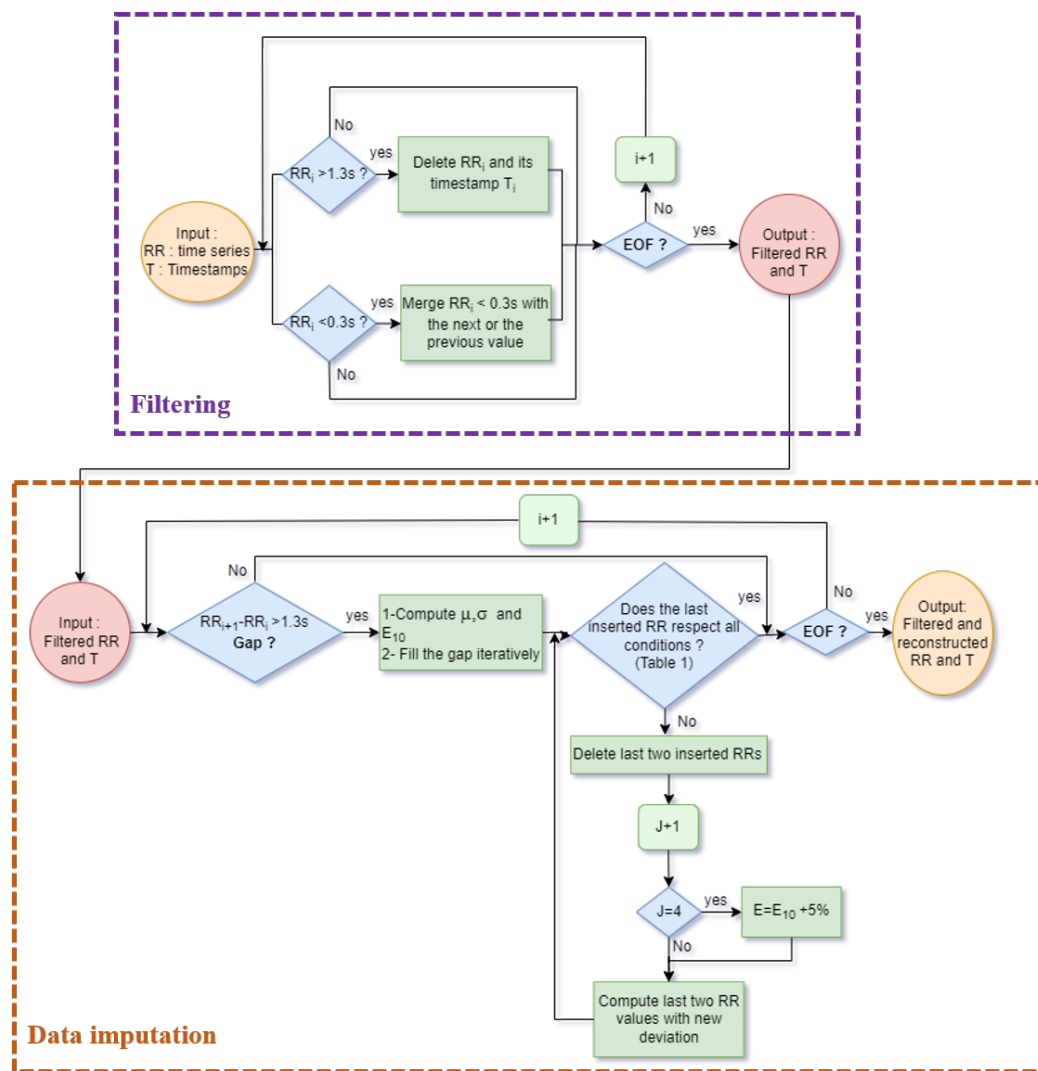 i+1
No
RRi >1.3s ?
yes
Delete RRi and its
timestamp Ti
No
Input :
RR : time series
T : Timestamps
EOF ?
yes
Output :
Filtered RR
and T
RRi <0.3s ?
yes
Merge RRi < 0.3s with
the next or the
previous value
No
Filtering
i+1
No
RRi+1-RRi >1.3s
Gap ?
yes
Input :
Filtered RR
and T
1-Compute μ,σ and
E10
2- Fill the gap iteratively
Does the last
inserted RR respect all
conditions ?
(Table 1)
yes
No
EOF ?
yes
Output:
Filtered and
reconstructed
RR and T
No
Delete last two inserted RRs
J+1
J=4
yes
E=E10 +5%
No
Compute last two RR
values with new
deviation
Data imputation